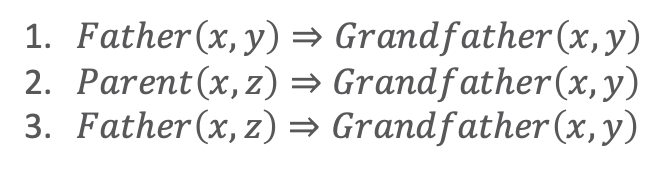 1. Father(x, y) ⇒ Grandfather(x, y)
2. Parent(x, z) ⇒ Grandfather(x, y)
3. Father(x, z) ⇒ Grandfather(x, y)